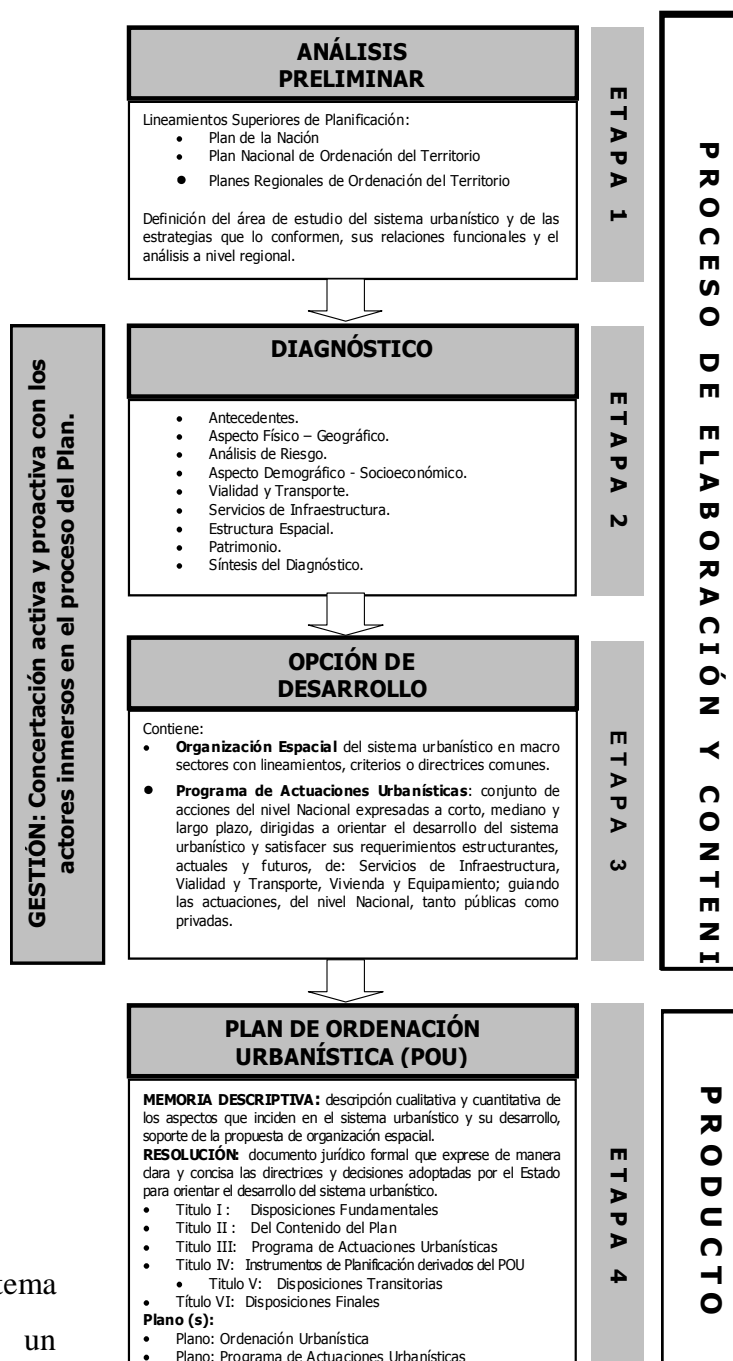 ANÁLISIS
PRELIMINAR
Lineamientos Superiores de Planificación:
• Plan de la Nación
• Plan Nacional de Ordenación del Territorio
• Planes Regionales de Ordenación del Territorio
Definición del área de estudio del sistema urbanístico y de las
estrategias que lo conformen, sus relaciones funcionales y el
análisis a nivel regional.
ETAPA 1
PROCESO DE ELABORACIÓN Y CONTENI
GESTIÓN: Concertación activa y proactiva con los
actores inmersos en el proceso del Plan.
DIAGNÓSTICO
• Antecedentes.
• Aspecto Físico – Geográfico.
• Análisis de Riesgo.
• Aspecto Demográfico - Socioeconómico.
• Vialidad y Transporte.
• Servicios de Infraestructura.
• Estructura Espacial.
• Patrimonio.
• Síntesis del Diagnóstico.
ETAPA 2
OPCIÓN DE
DESARROLLO
Contiene:
• Organización Espacial del sistema urbanístico en macro
sectores con lineamientos, criterios o directrices comunes.
• Programa de Actuaciones Urbanísticas: conjunto de
acciones del nivel Nacional expresadas a corto, mediano y
largo plazo, dirigidas a orientar el desarrollo del sistema
urbanístico y satisfacer sus requerimientos estructurantes,
actuales y futuros, de: Servicios de Infraestructura,
Vialidad y Transporte, Vivienda y Equipamiento; guiando
las actuaciones, del nivel Nacional, tanto públicas como
privadas.
ETAPA 3
PLAN DE ORDENACIÓN
URBANÍSTICA (POU)
MEMORIA DESCRIPTIVA: descripción cualitativa y cuantitativa de
los aspectos que inciden en el sistema urbanístico y su desarrollo,
soporte de la propuesta de organización espacial.
RESOLUCIÓN: documento jurídico formal que exprese de manera
clara y concisa las directrices y decisiones adoptadas por el Estado
para orientar el desarrollo del sistema urbanístico.
• Titulo I : Disposiciones Fundamentales
• Titulo II : Del Contenido del Plan
• Titulo III: Programa de Actuaciones Urbanísticas
• Titulo IV: Instrumentos de Planificación derivados del POU
• Titulo V: Disposiciones Transitorias
• Título VI: Disposiciones Finales
Plano (s):
• Plano: Ordenación Urbanística
• Plano: Programa de Actuaciones Urbanísticas
ETAPA 4
PRODUCTO
tema
un